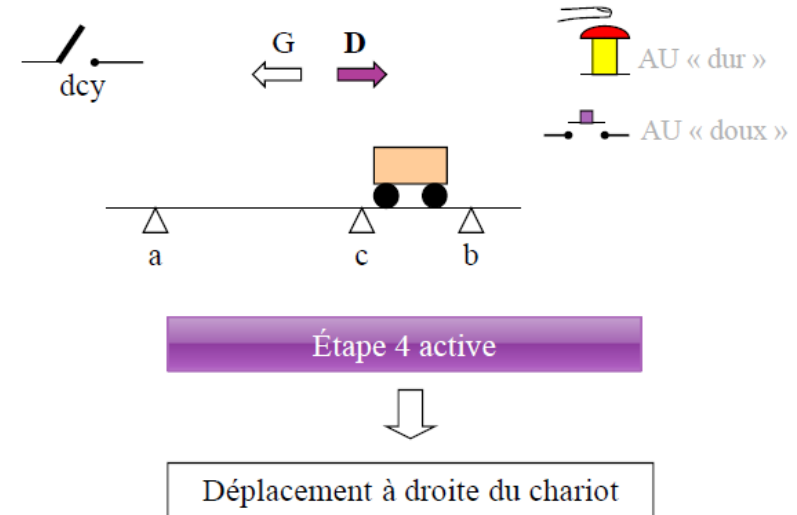 G D
AU « dur »
dcy
AU « doux »
a c b
Étape 4 active
Déplacement à droite du chariot